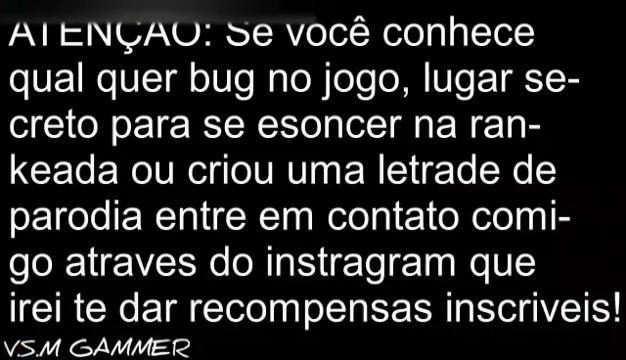 ATENÇÃO: Se você conhece
qual quer bug no jogo, lugar se-
creto para se esoncer na ran-
keada ou criou uma letrade de
parodia entre em contato comi-
go atraves do instragram que
irei te dar recompensas inscriveis!
V.S.M GAMMER